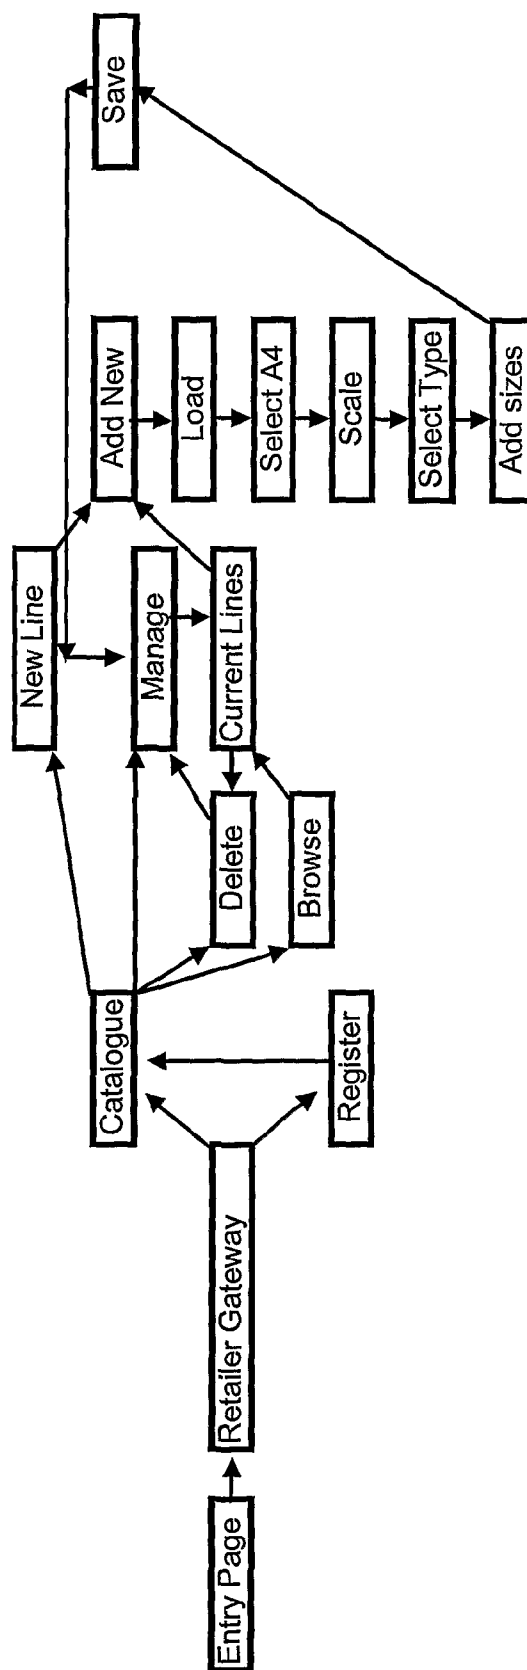 Entry Page
Retailer Gateway
Catalogue
Register
New Line
Manage
Delete
Current Lines
Browse
Add New
Load
Select A4
Scale
Select Type
Add sizes
Save